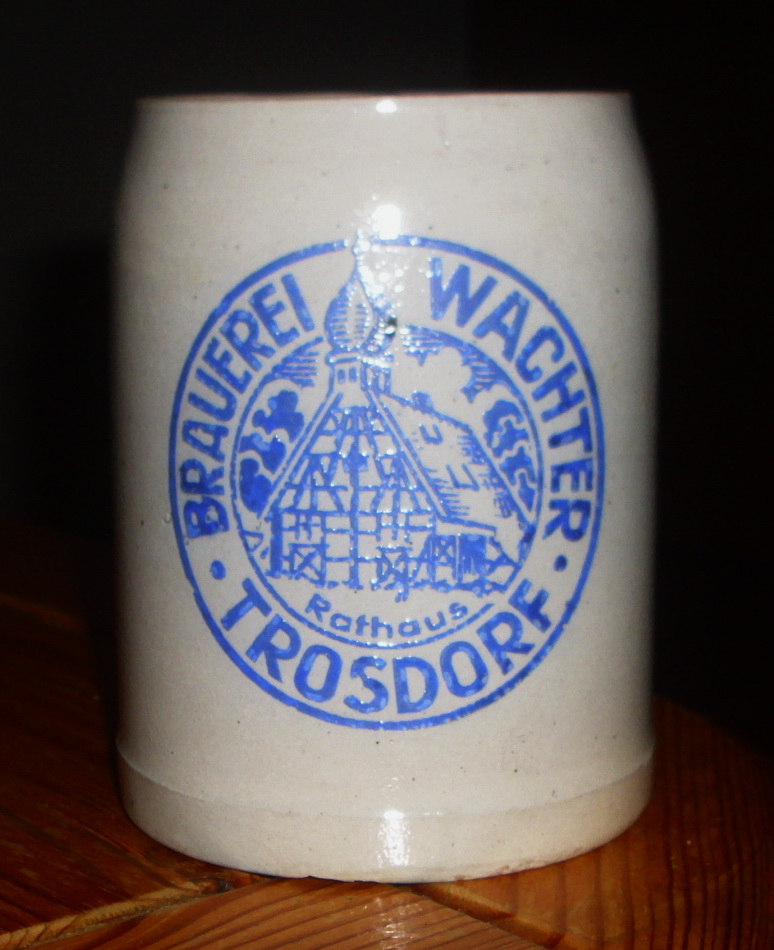 BRAUEREI WACHTER
Rathaus
· TROSDORF ·